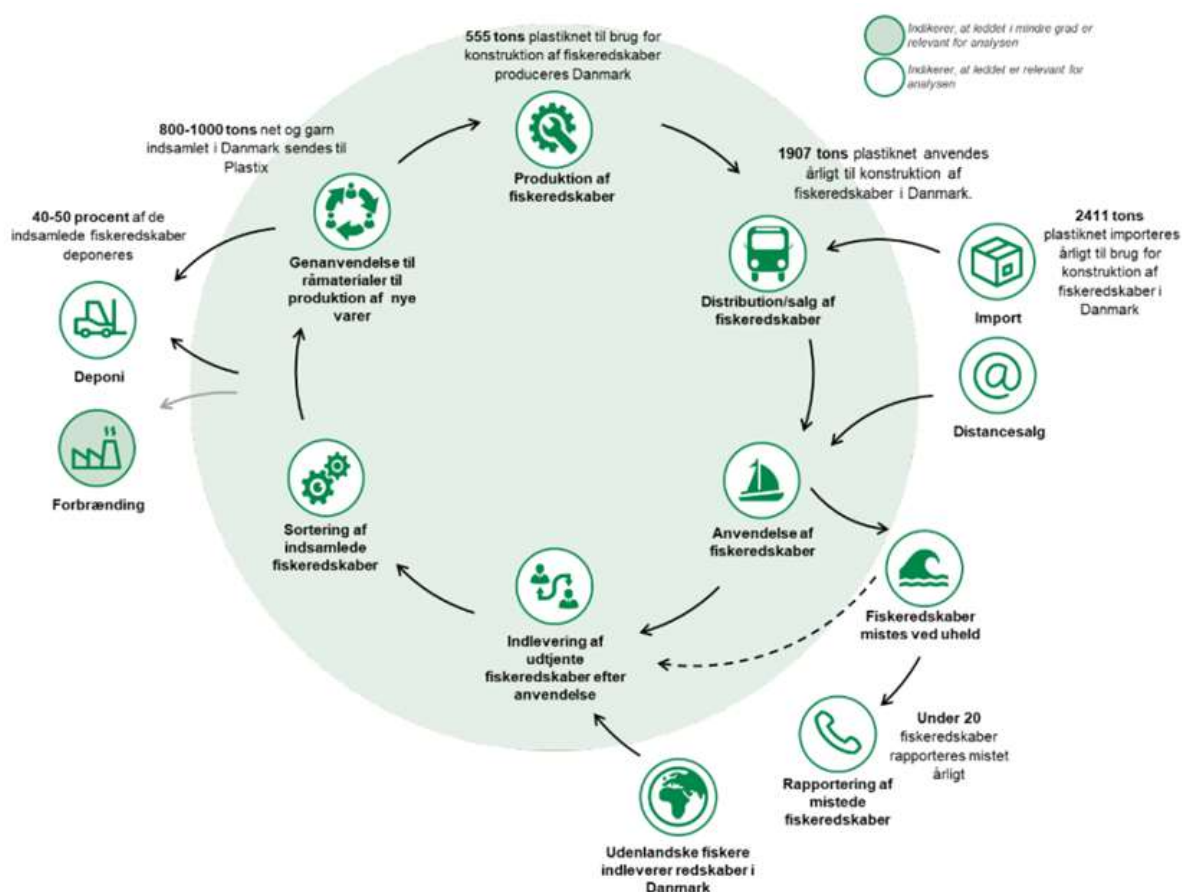 555 tons plastiknet til brug for
konstruktion af fiskeredskaber
produceres Danmark
Indikerer, at leddet i mindre grad er
relevant for analysen
Indikerer, at leddet er relevant for
analysen
800-1000 tons net og garn
indsamlet i Danmark sendes til
Plastix
Produktion af
fiskeredskaber
1907 tons plastiknet anvendes
årligt til konstruktion af
fiskeredskaber i Danmark.
40-50 procent af de
indsamlede fiskeredskaber
deponeres
Genanvendelse til
råmaterialer til
produktion af nye
varer
Distribution/salg af
fiskeredskaber
Import
2411 tons
plastiknet importeres
årligt til brug for
konstruktion af
fiskeredskaber i
Danmark
Deponi
@
Distancesalg
Forbrænding
Sortering af
indsamlede
fiskeredskaber
Anvendelse af
fiskeredskaber
Indlevering af
udtjente
fiskeredskaber efter
anvendelse
Fiskeredskaber
mistes ved uheld
Under 20
fiskeredskaber
rapporteres mistet
årligt
Rapportering af
mistede
fiskeredskaber
Udenlandske fiskere
indleverer redskaber i
Danmark